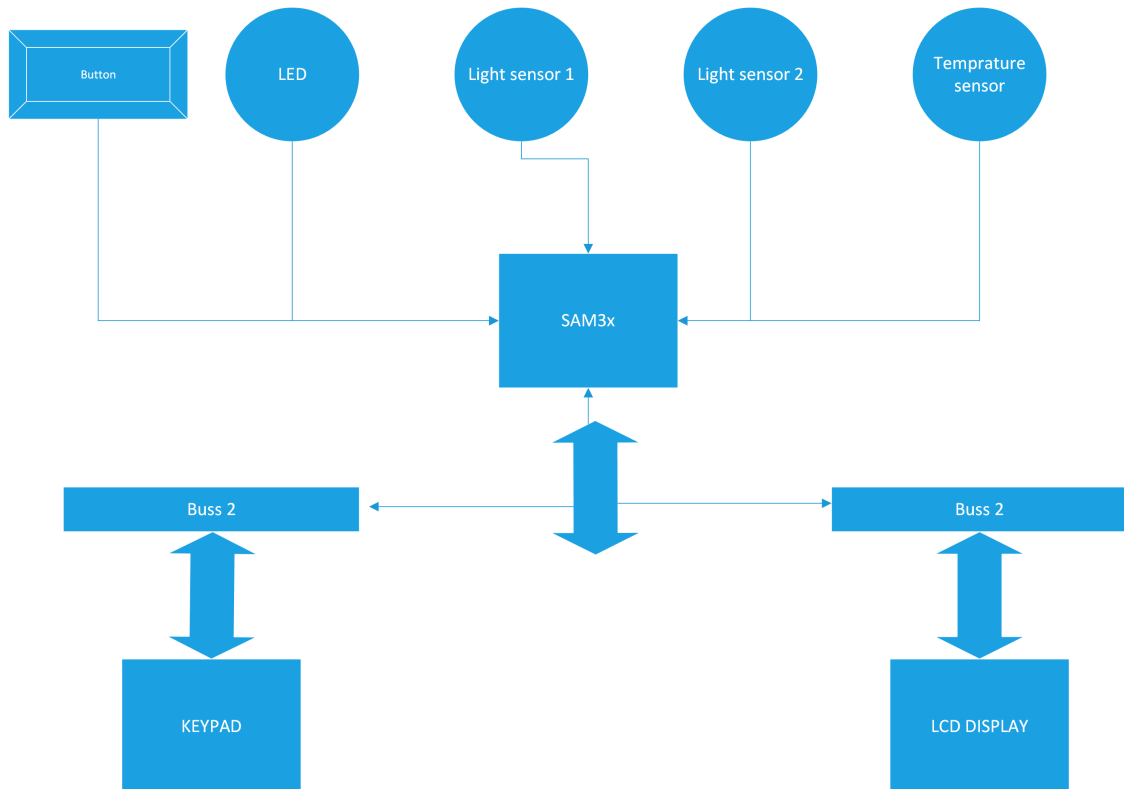 Button
LED
Light sensor 1
Light sensor 2
Temprature
sensor
SAM3x
Buss 2
Buss 2
KEYPAD
LCD DISPLAY